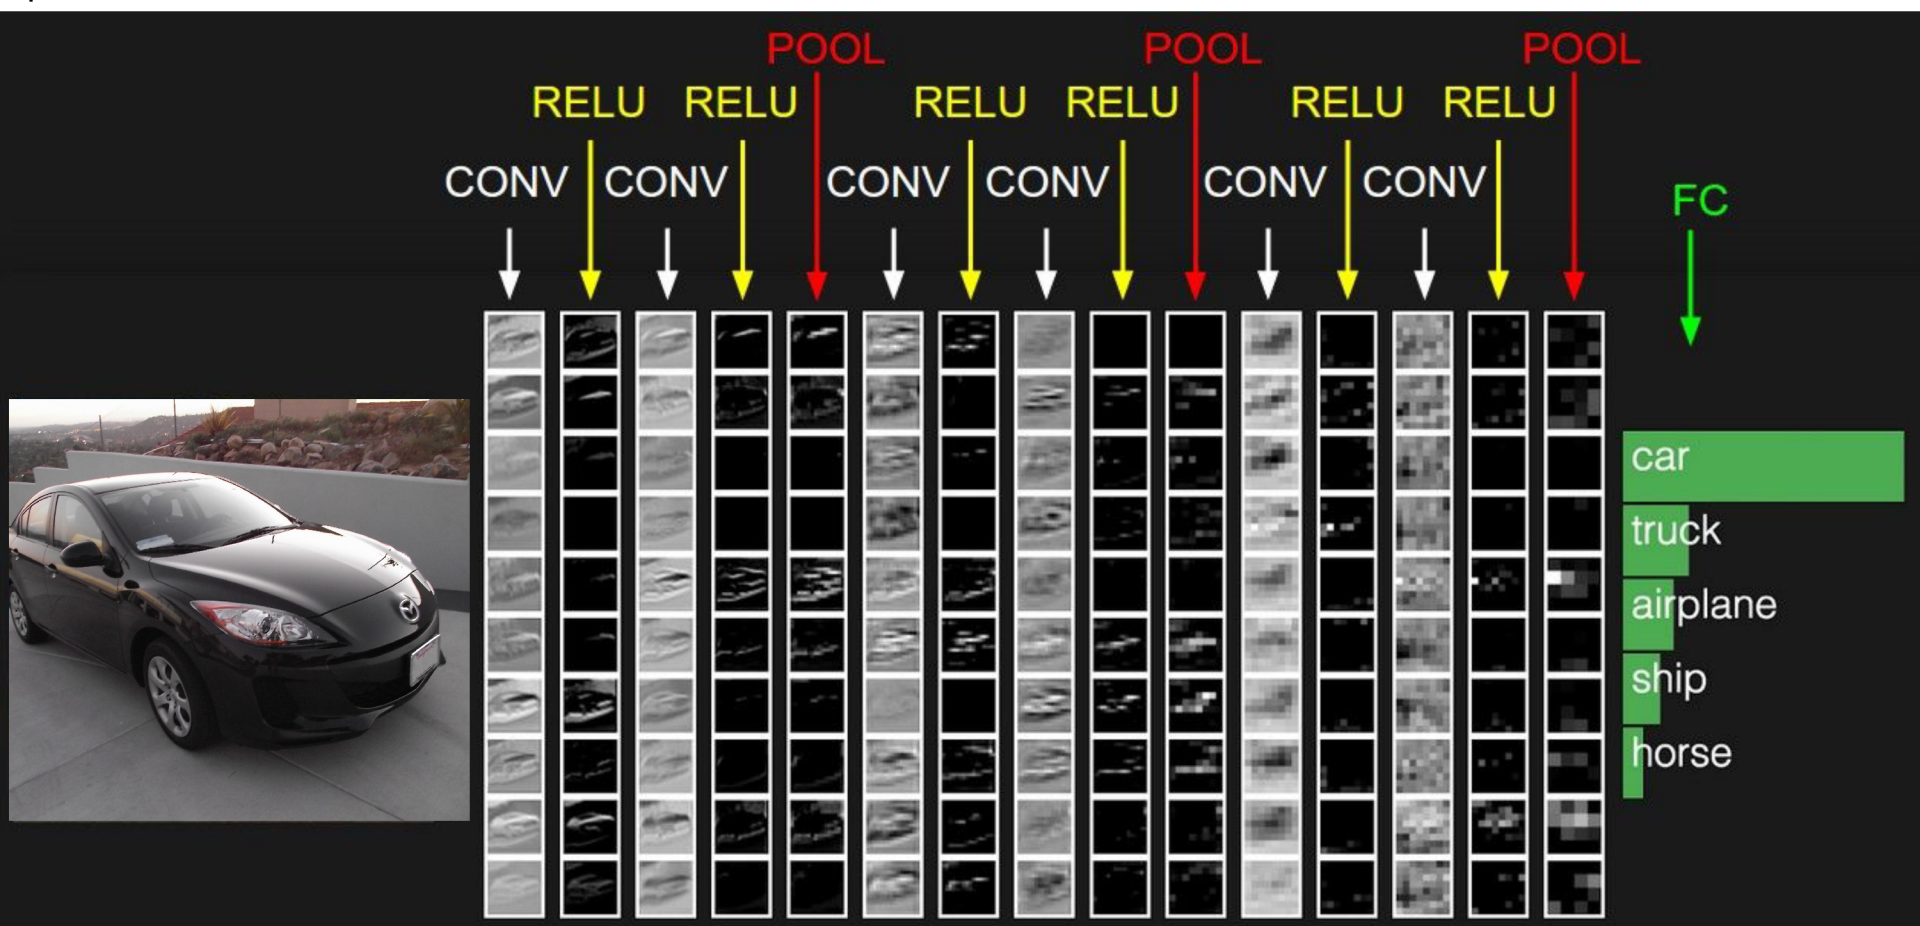 POOL POOL POOL
RELU RELU RELU RELU RELU RELU
CONV CONV CONV CONV CONV CONV
FC
car
truck
airplane
ship
horse